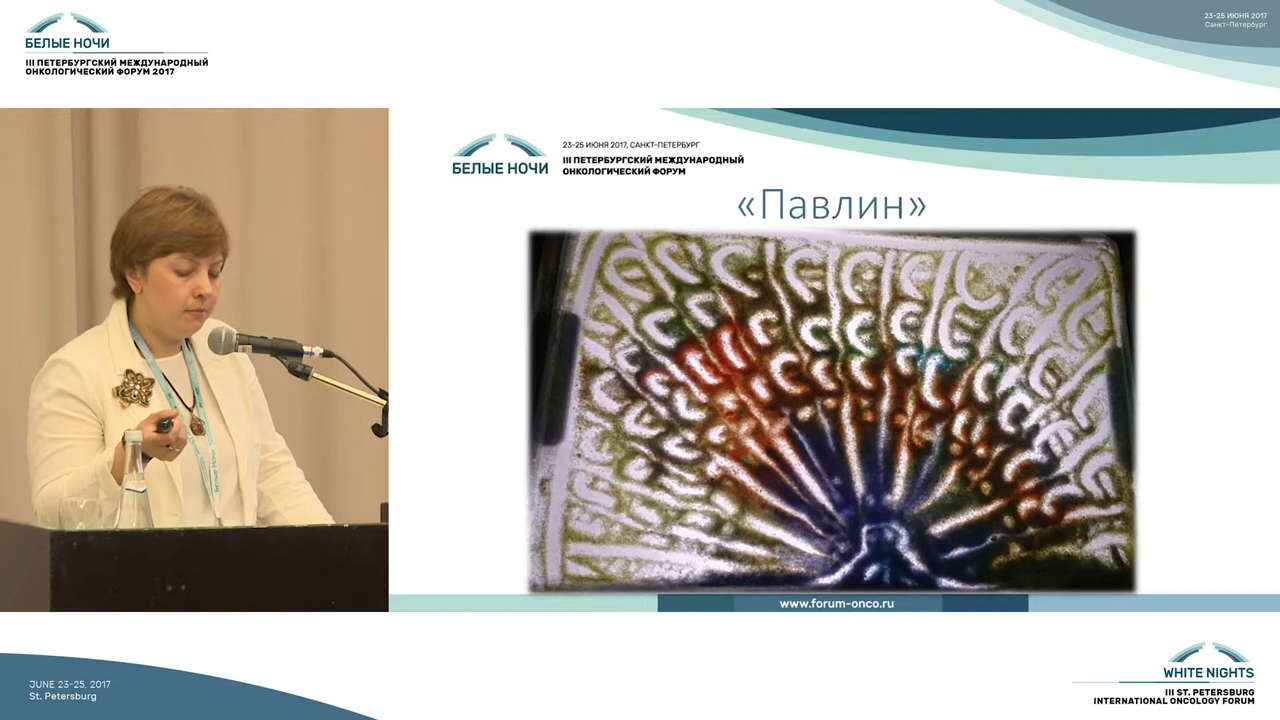 БЕЛЫЕ НОЧИ
III ПЕТЕРБУРГСКИЙ МЕЖДУНАРОДНЫЙ
ОНКОЛОГИЧЕСКИЙ ФОРУМ 2017
23-25 ИЮНЯ 2017
Санкт-Петербург
БЕЛЫЕ НОЧИ
23-25 ИЮНЯ 2017, САНКТ-ПЕТЕРБУРГ
III ПЕТЕРБУРГСКИЙ МЕЖДУНАРОДНЫЙ
ОНКОЛОГИЧЕСКИЙ ФОРУМ
«Павлин»
www.forum-onco.ru
JUNE 23-25, 2017
St. Petersburg
WHITE NIGHTS
III ST. PETERSBURG
INTERNATIONAL ONCOLOGY FORUM